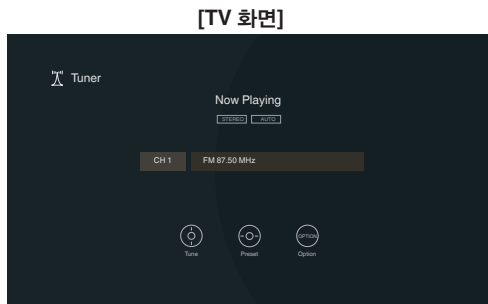 [TV 화면]
Tuner
Now Playing
STEREO AUTO
CH 1 FM 87.50 MHz
OPTION
Tune Preset Option